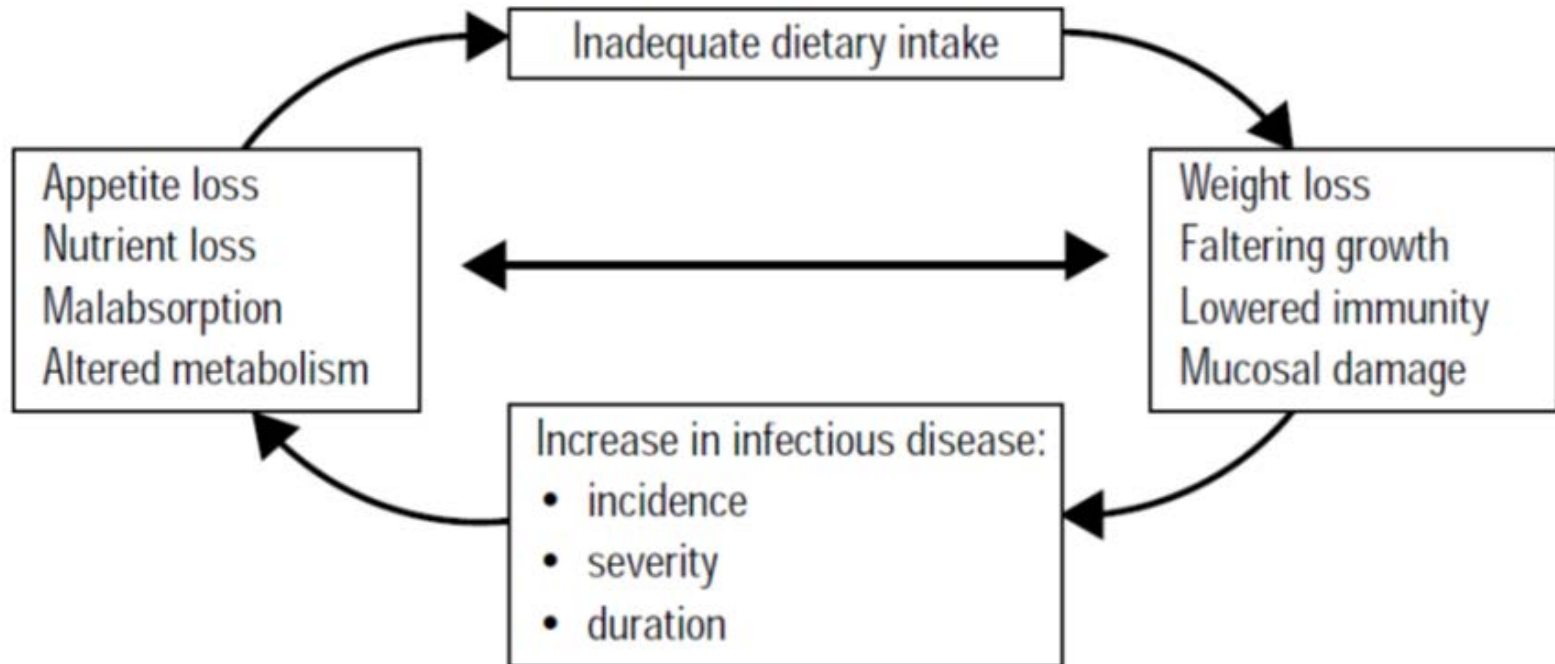 Inadequate dietary intake
Appetite loss
Nutrient loss
Malabsorption
Altered metabolism
Weight loss
Faltering growth
Lowered immunity
Mucosal damage
Increase in infectious disease:
• incidence
• severity
• duration